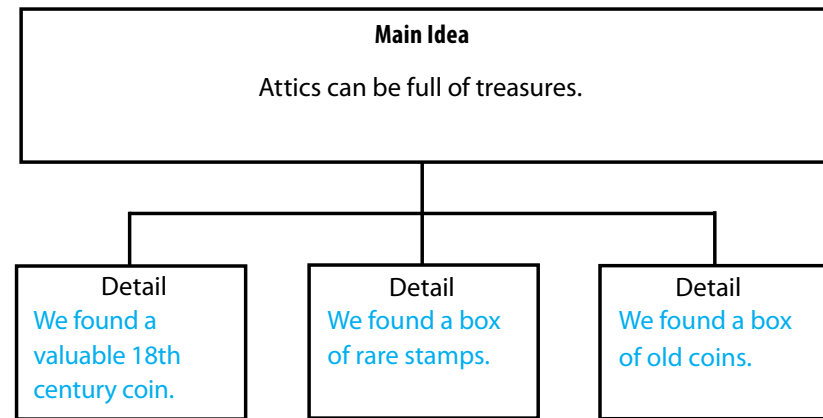 Main Idea
Attics can be full of treasures.
Detail
We found a
valuable 18th
century coin.
Detail
We found a box
of rare stamps.
Detail
We found a box
of old coins.